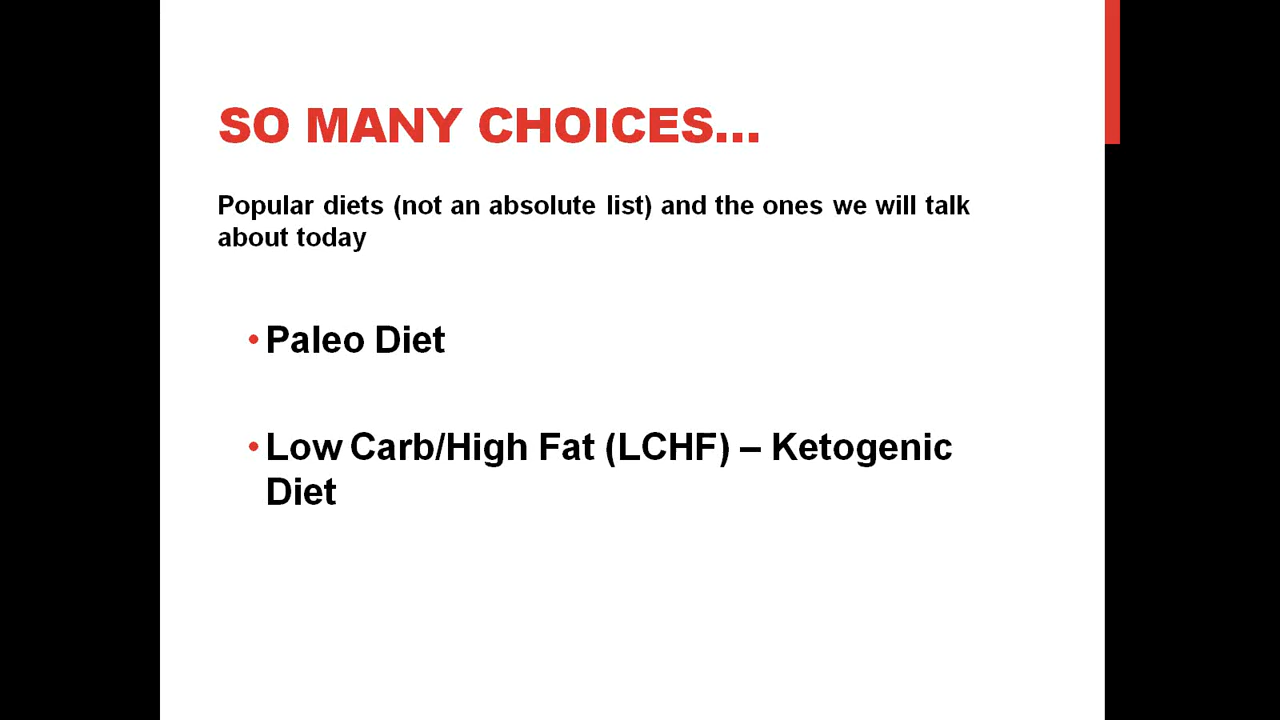 SO MANY CHOICES...
Popular diets (not an absolute list) and the ones we will talk
about today
• Paleo Diet
• Low Carb/High Fat (LCHF) – Ketogenic
Diet